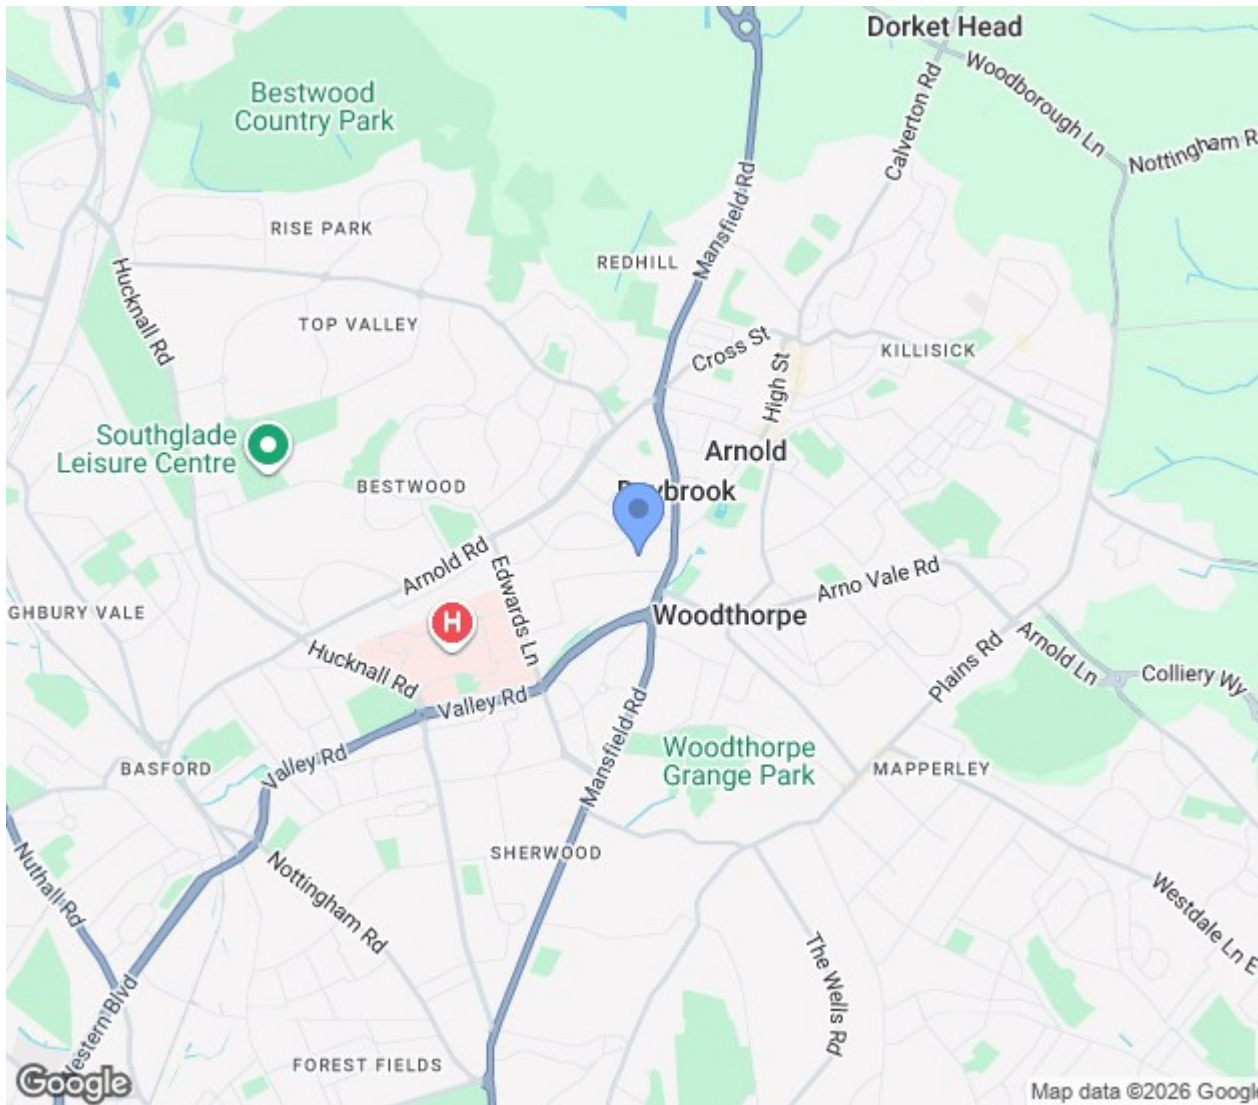 Dorket Head
Woodborough Ln
Calverton Rd
Nottingham R
Bestwood
Country Park
Mansfield Rd
RISE PARK
REDHILL
Hucknall Rd
TOP VALLEY
Cross St
KILLISICK
High St
Southglade
Leisure Centre
Arnold
BESTWOOD
ybrook
Arnold Rd
Edwards Ln
Arno Vale Rd
GHBURY VALE
H
Woodthorpe
Hucknall Rd
Plains Rd
Arnold Ln
Colliery Wy
Valley Rd
Mansfield Rd
Woodthorpe
Grange Park
BASFORD
Valley Rd
MAPPERLEY
SHERWOOD
Nuthall Rd
Nottingham Rd
Westdale Ln E
The Wells Rd
Western Blvd
FOREST FIELDS
Google
Map data ©2026 Google